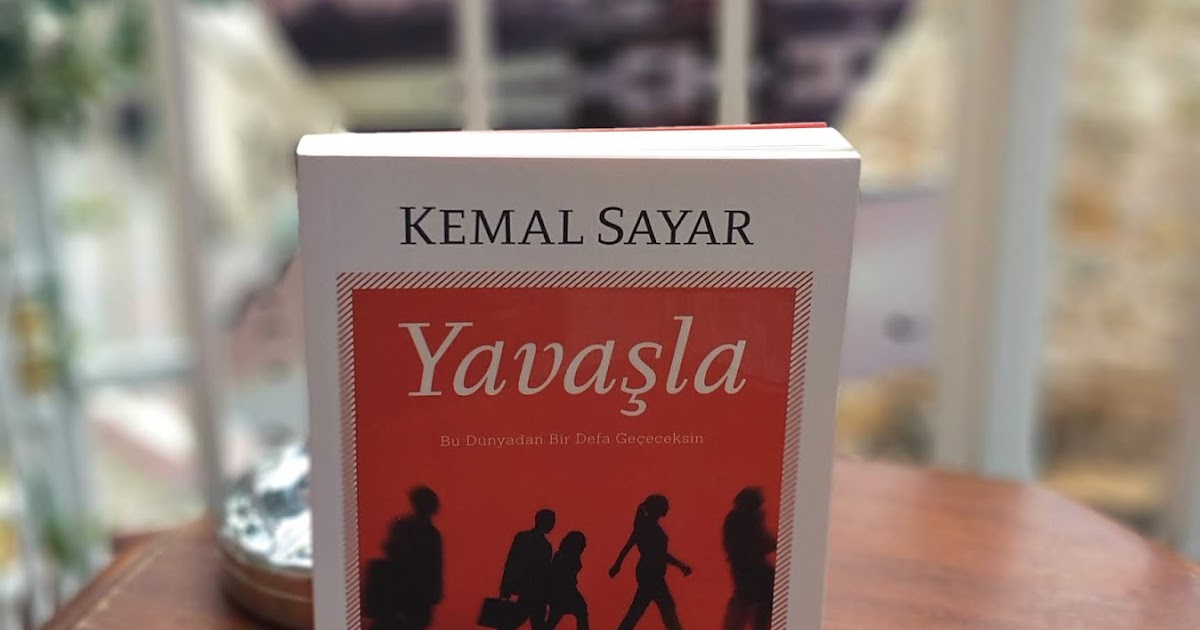 KEMAL SAYAR
Yavaşla
Bu Dünyadan Bir Defa Geçeceksin